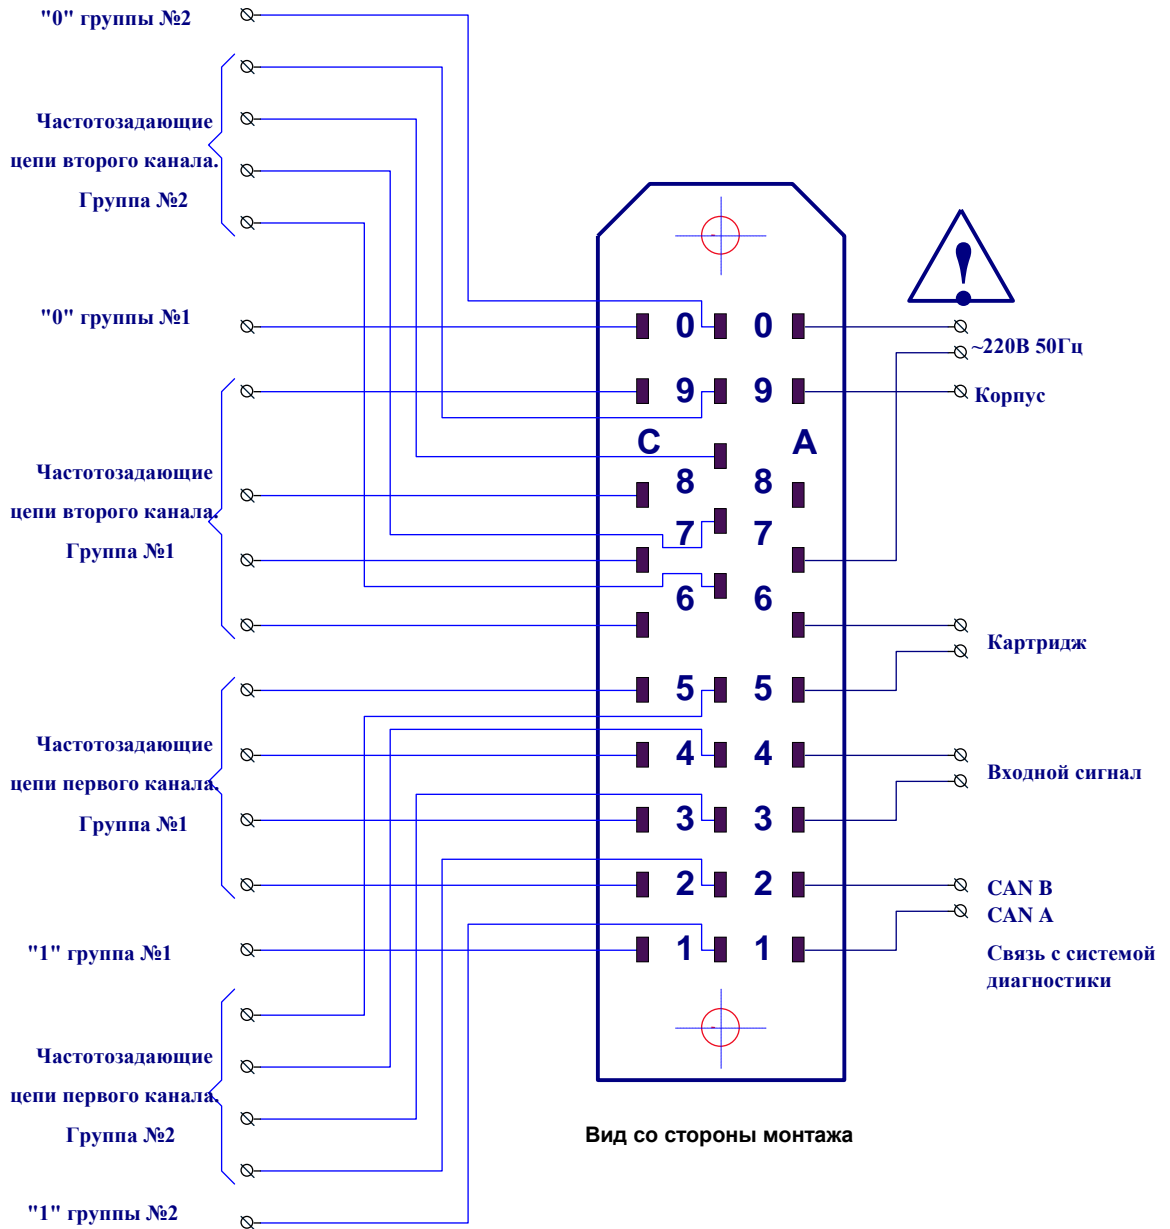 "0" группы №2
Частотозадающие
цепи второго канала.
Группа №2
"0" группы №1
Частотозадающие
цепи второго канала.
Группа №1
Частотозадающие
цепи первого канала.
Группа №1
"1" группа №1
Частотозадающие
цепи первого канала.
Группа №2
"1" группы №2
0 0
9 9
C A
8 8
7 7
6 6
5 5
4 4
3 3
2 2
1 1
!
~220В 50Гц
Корпус
Картридж
Входной сигнал
CAN B
CAN A
Связь с системой
диагностики
Вид со стороны монтажа